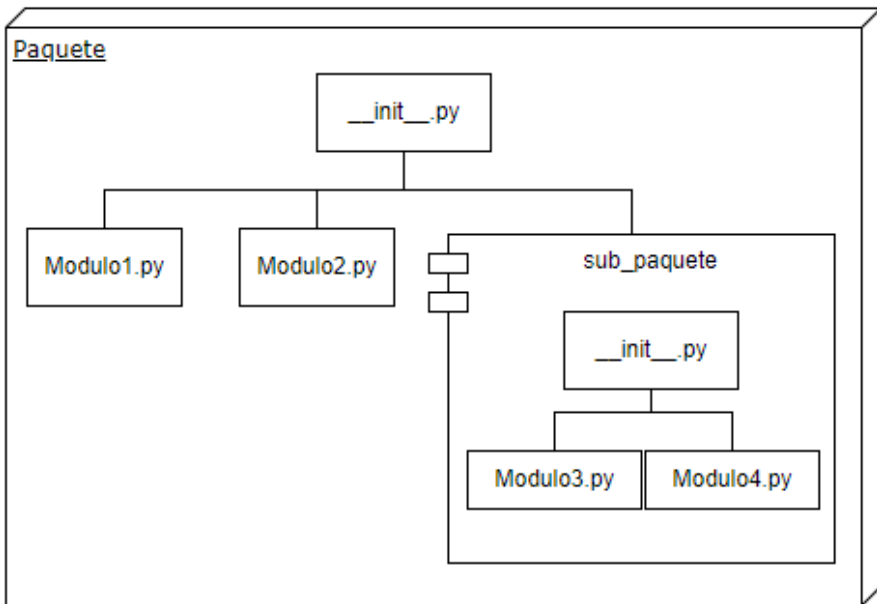 Paquete
__init__.py
Modulo1.py
Modulo2.py
sub_paquete
__init__.py
Modulo3.py
Modulo4.py